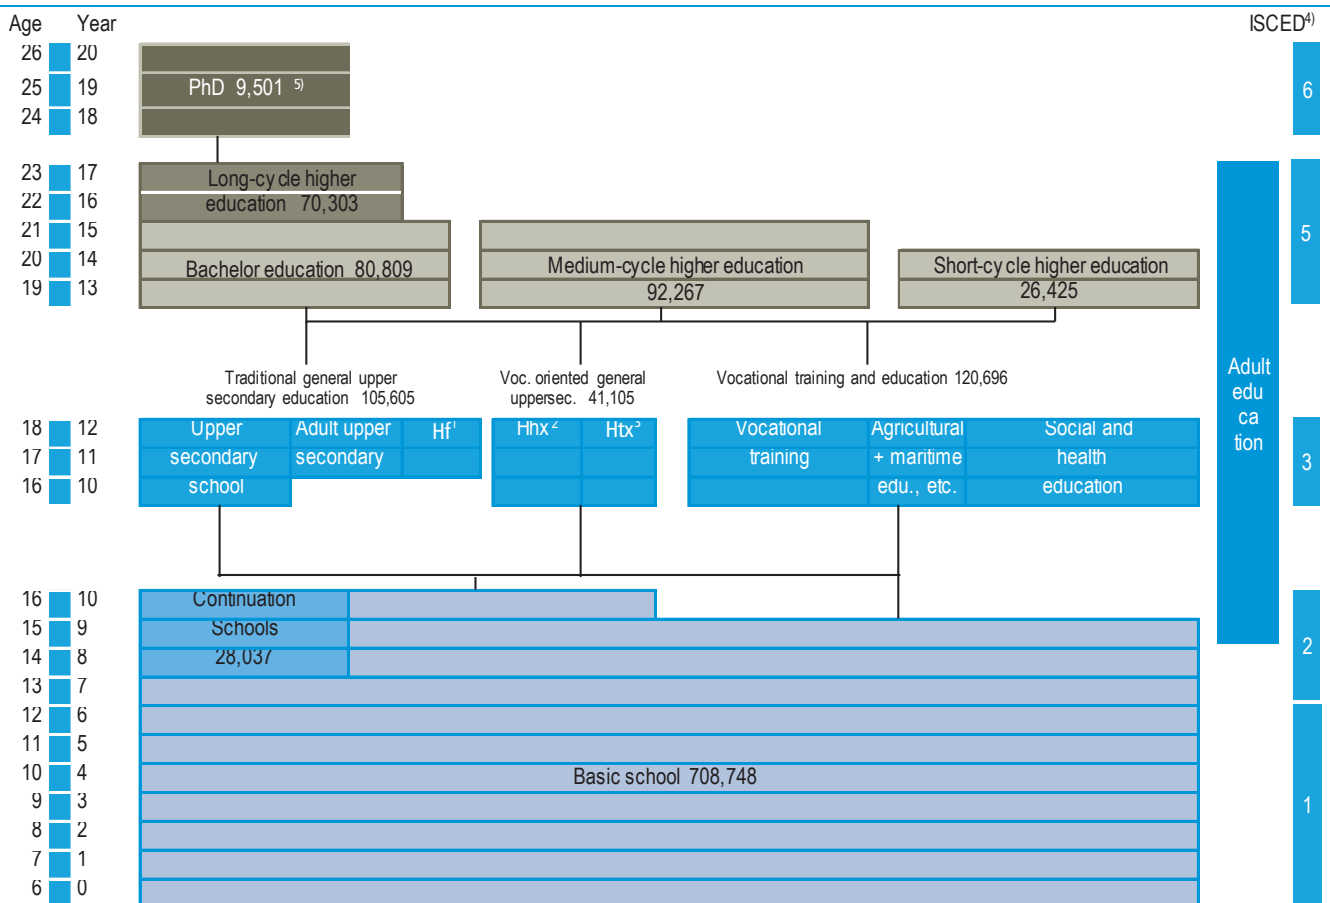 Age Year ISCED4)
26 20
25 19 PhD 9,501 5) 6
24 18
23 17 Long-cycle higher
22 16 education 70,303
21 15 5
20 14 Bachelor education 80,809 Medium-cycle higher education Short-cycle higher education
19 13 92,267 26,425
Traditional general upper Voc. oriented general Vocational training and education 120,696
secondary education 105,605 uppersec. 41,105
Adult
edu
ca
tion
18 12 Upper Adult upper Hf1 Hhx 2 Htx3 Vocational Agricultural Social and
17 11 secondary secondary training + maritime health 3
16 10 school edu., etc. education
16 10 Continuation
15 9 Schools
14 8 28,037 2
13 7
12 6
11 5
10 4 Basic school 708,748
9 3 1
8 2
7 1
6 0